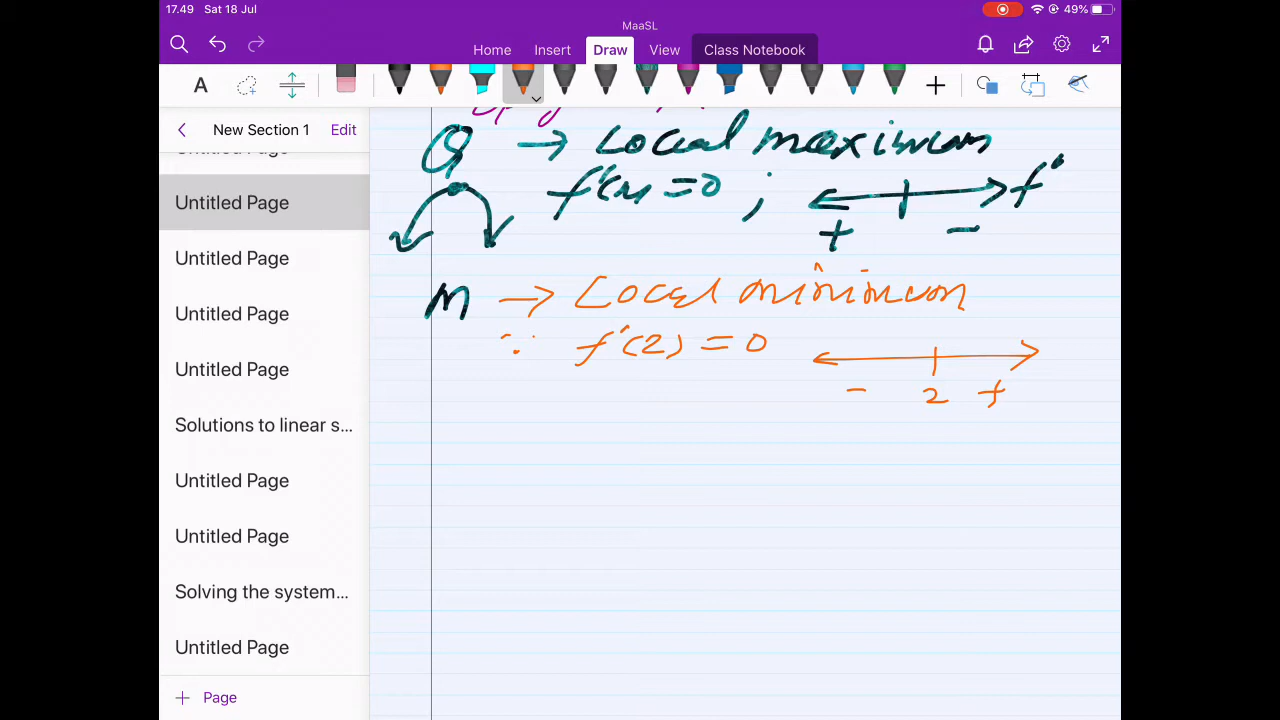 17.49 Sat 18 Jul
49%
MaaSL
Home Insert Draw View Class Notebook
A
New Section 1 Edit
Untitled Page
Untitled Page
Untitled Page
Untitled Page
Untitled Page
Solutions to linear s...
Untitled Page
Untitled Page
Solving the system...
Untitled Page
+ Page
Q → Local maximum
f'(x) = 0 ; f'
+ -
M → Local minimum
∵ f'(2) = 0
- 2 +